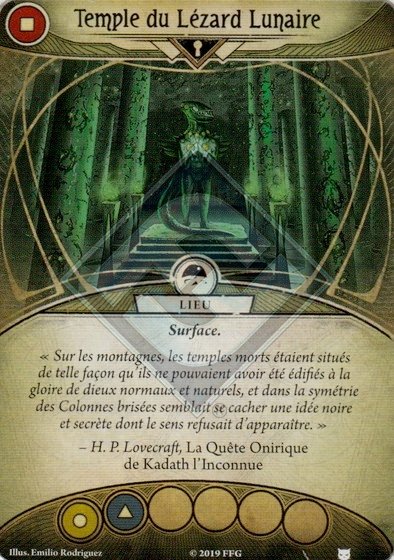 Temple du Lézard Lunaire
LIEU
Surface.
« Sur les montagnes, les temples morts étaient situés
de telle façon qu'ils ne pouvaient avoir été édifiés à la
gloire de dieux normaux et naturels, et dans la symétrie
des Colonnes brisées semblait se cacher une idée noire
et secrète dont le sens refusait d'apparaître. »
– H. P. Lovecraft, La Quête Onirique
de Kadath l'Inconnue
Illus. Emilio Rodriguez
© 2019 FFG